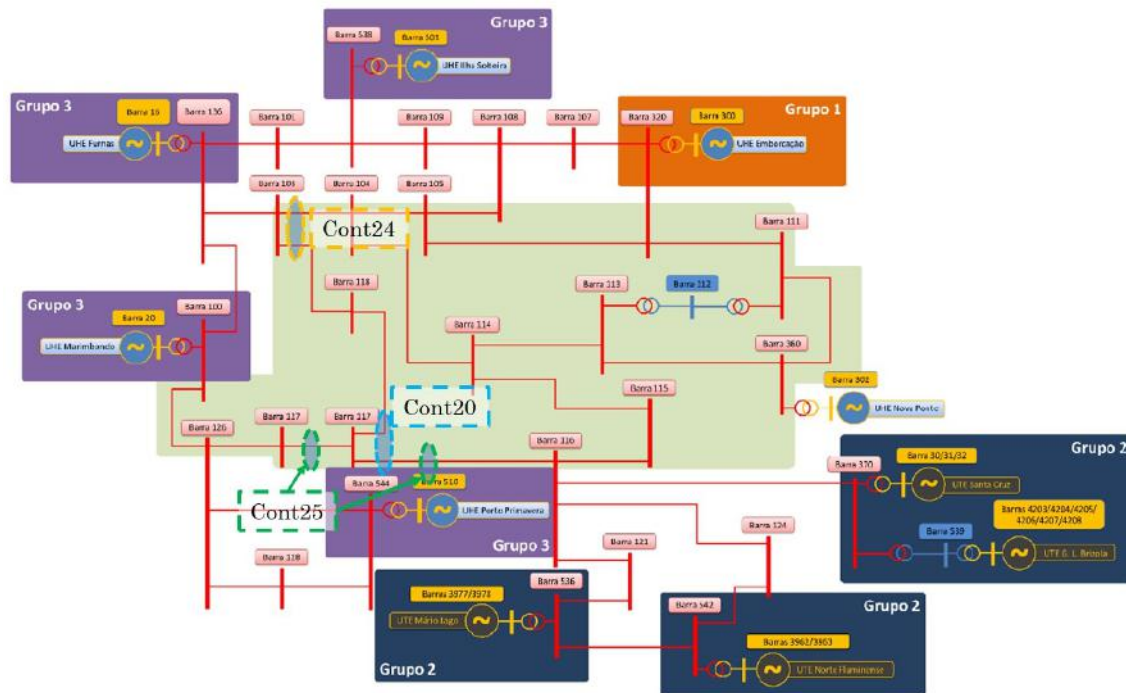 Grupo 3
Barra 538
Barra 501
UHE Ilha Solteira
Grupo 3
Barra 16
Barra 136
UHE Furnas
Barra 101
Barra 109
Barra 108
Barra 107
Barra 320
Grupo 1
Barra 300
UHE Emborcação
Barra 103
Barra 104
Barra 105
Cont24
Barra 111
Barra 118
Barra 113
Barra 112
Grupo 3
Barra 100
Barra 20
UHE Marimbondo
Barra 114
Barra 360
Barra 302
UHE Nova Ponte
Cont20
Barra 115
Barra 126
Barra 127
Barra 117
Barra 116
Grupo 2
Barra 370
Barra 30/31/32
UTE Santa Cruz
Cont25
Barra 544
Barra 510
UHE Porto Primavera
Grupo 3
Barras 4203/4204/4205/
4206/4207/4208
Barra 539
UTE G. L. Brizola
Barra 124
Barra 121
Barra 128
Barras 3977/3978
UTE Mário Lago
Grupo 2
Barra 536
Barra 542
Grupo 2
Barras 3962/3963
UTE Norte Fluminense